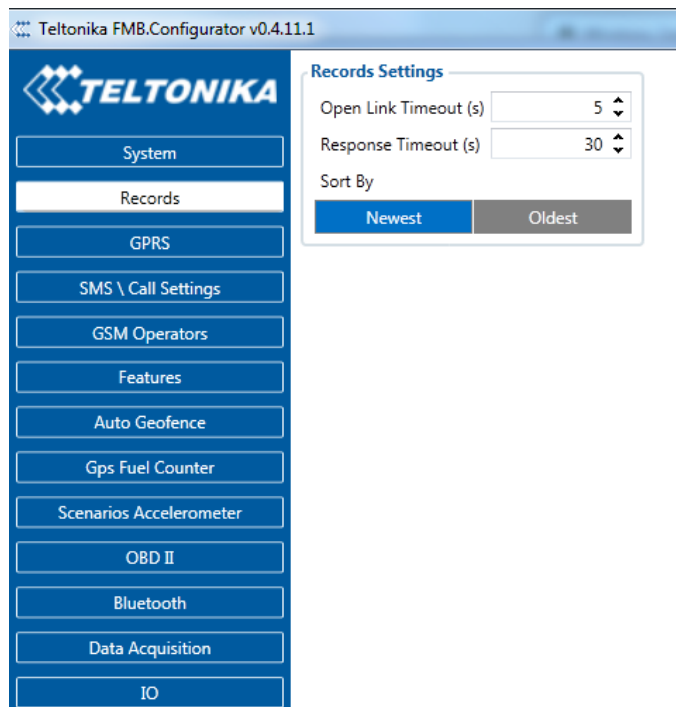 Teltonika FMB.Configurator v0.4.11.1
TELTONIKA
System
Records
GPRS
SMS \ Call Settings
GSM Operators
Features
Auto Geofence
Gps Fuel Counter
Scenarios Accelerometer
OBD II
Bluetooth
Data Acquisition
IO
Records Settings
Open Link Timeout (s) 5
Response Timeout (s) 30
Sort By
Newest Oldest